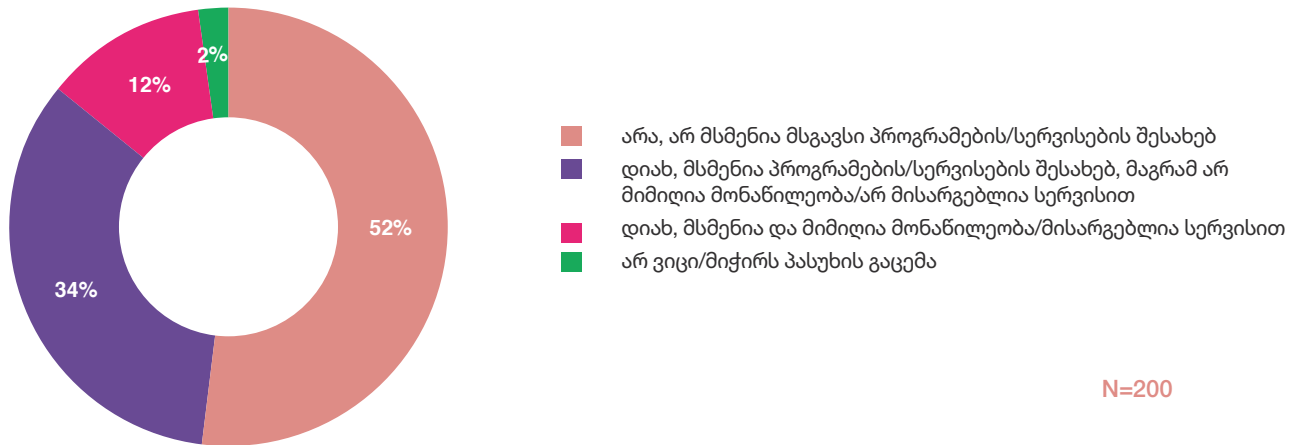 2%
12%
52%
34%
არა, არ მსმენია მსგავსი პროგრამების/სერვისების შესახებ
დიახ, მსმენია პროგრამების/სერვისების შესახებ, მაგრამ არ
მიმიღია მონაწილეობა/არ მისარგებლია სერვისით
დიახ, მსმენია და მიმიღია მონაწილეობა/მისარგებლია სერვისით
არ ვიცი/მიჭირს პასუხის გაცემა
N=200